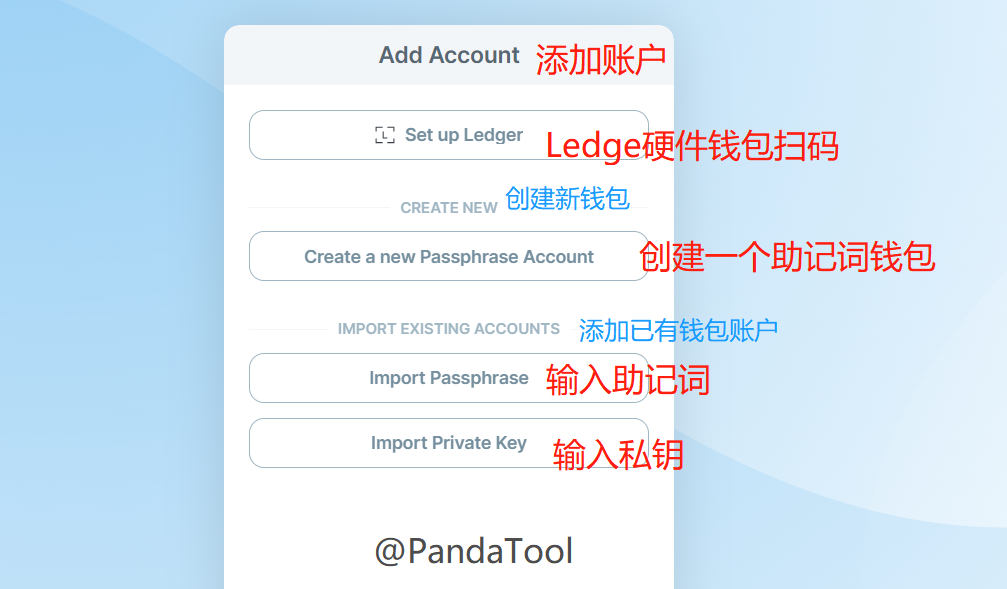 Add Account 添加账户
Set up Ledger Ledge硬件钱包扫码
CREATE NEW 创建新钱包
Create a new Passphrase Account 创建一个助记词钱包
IMPORT EXISTING ACCOUNTS 添加已有钱包账户
Import Passphrase 输入助记词
Import Private Key 输入私钥
@PandaTool